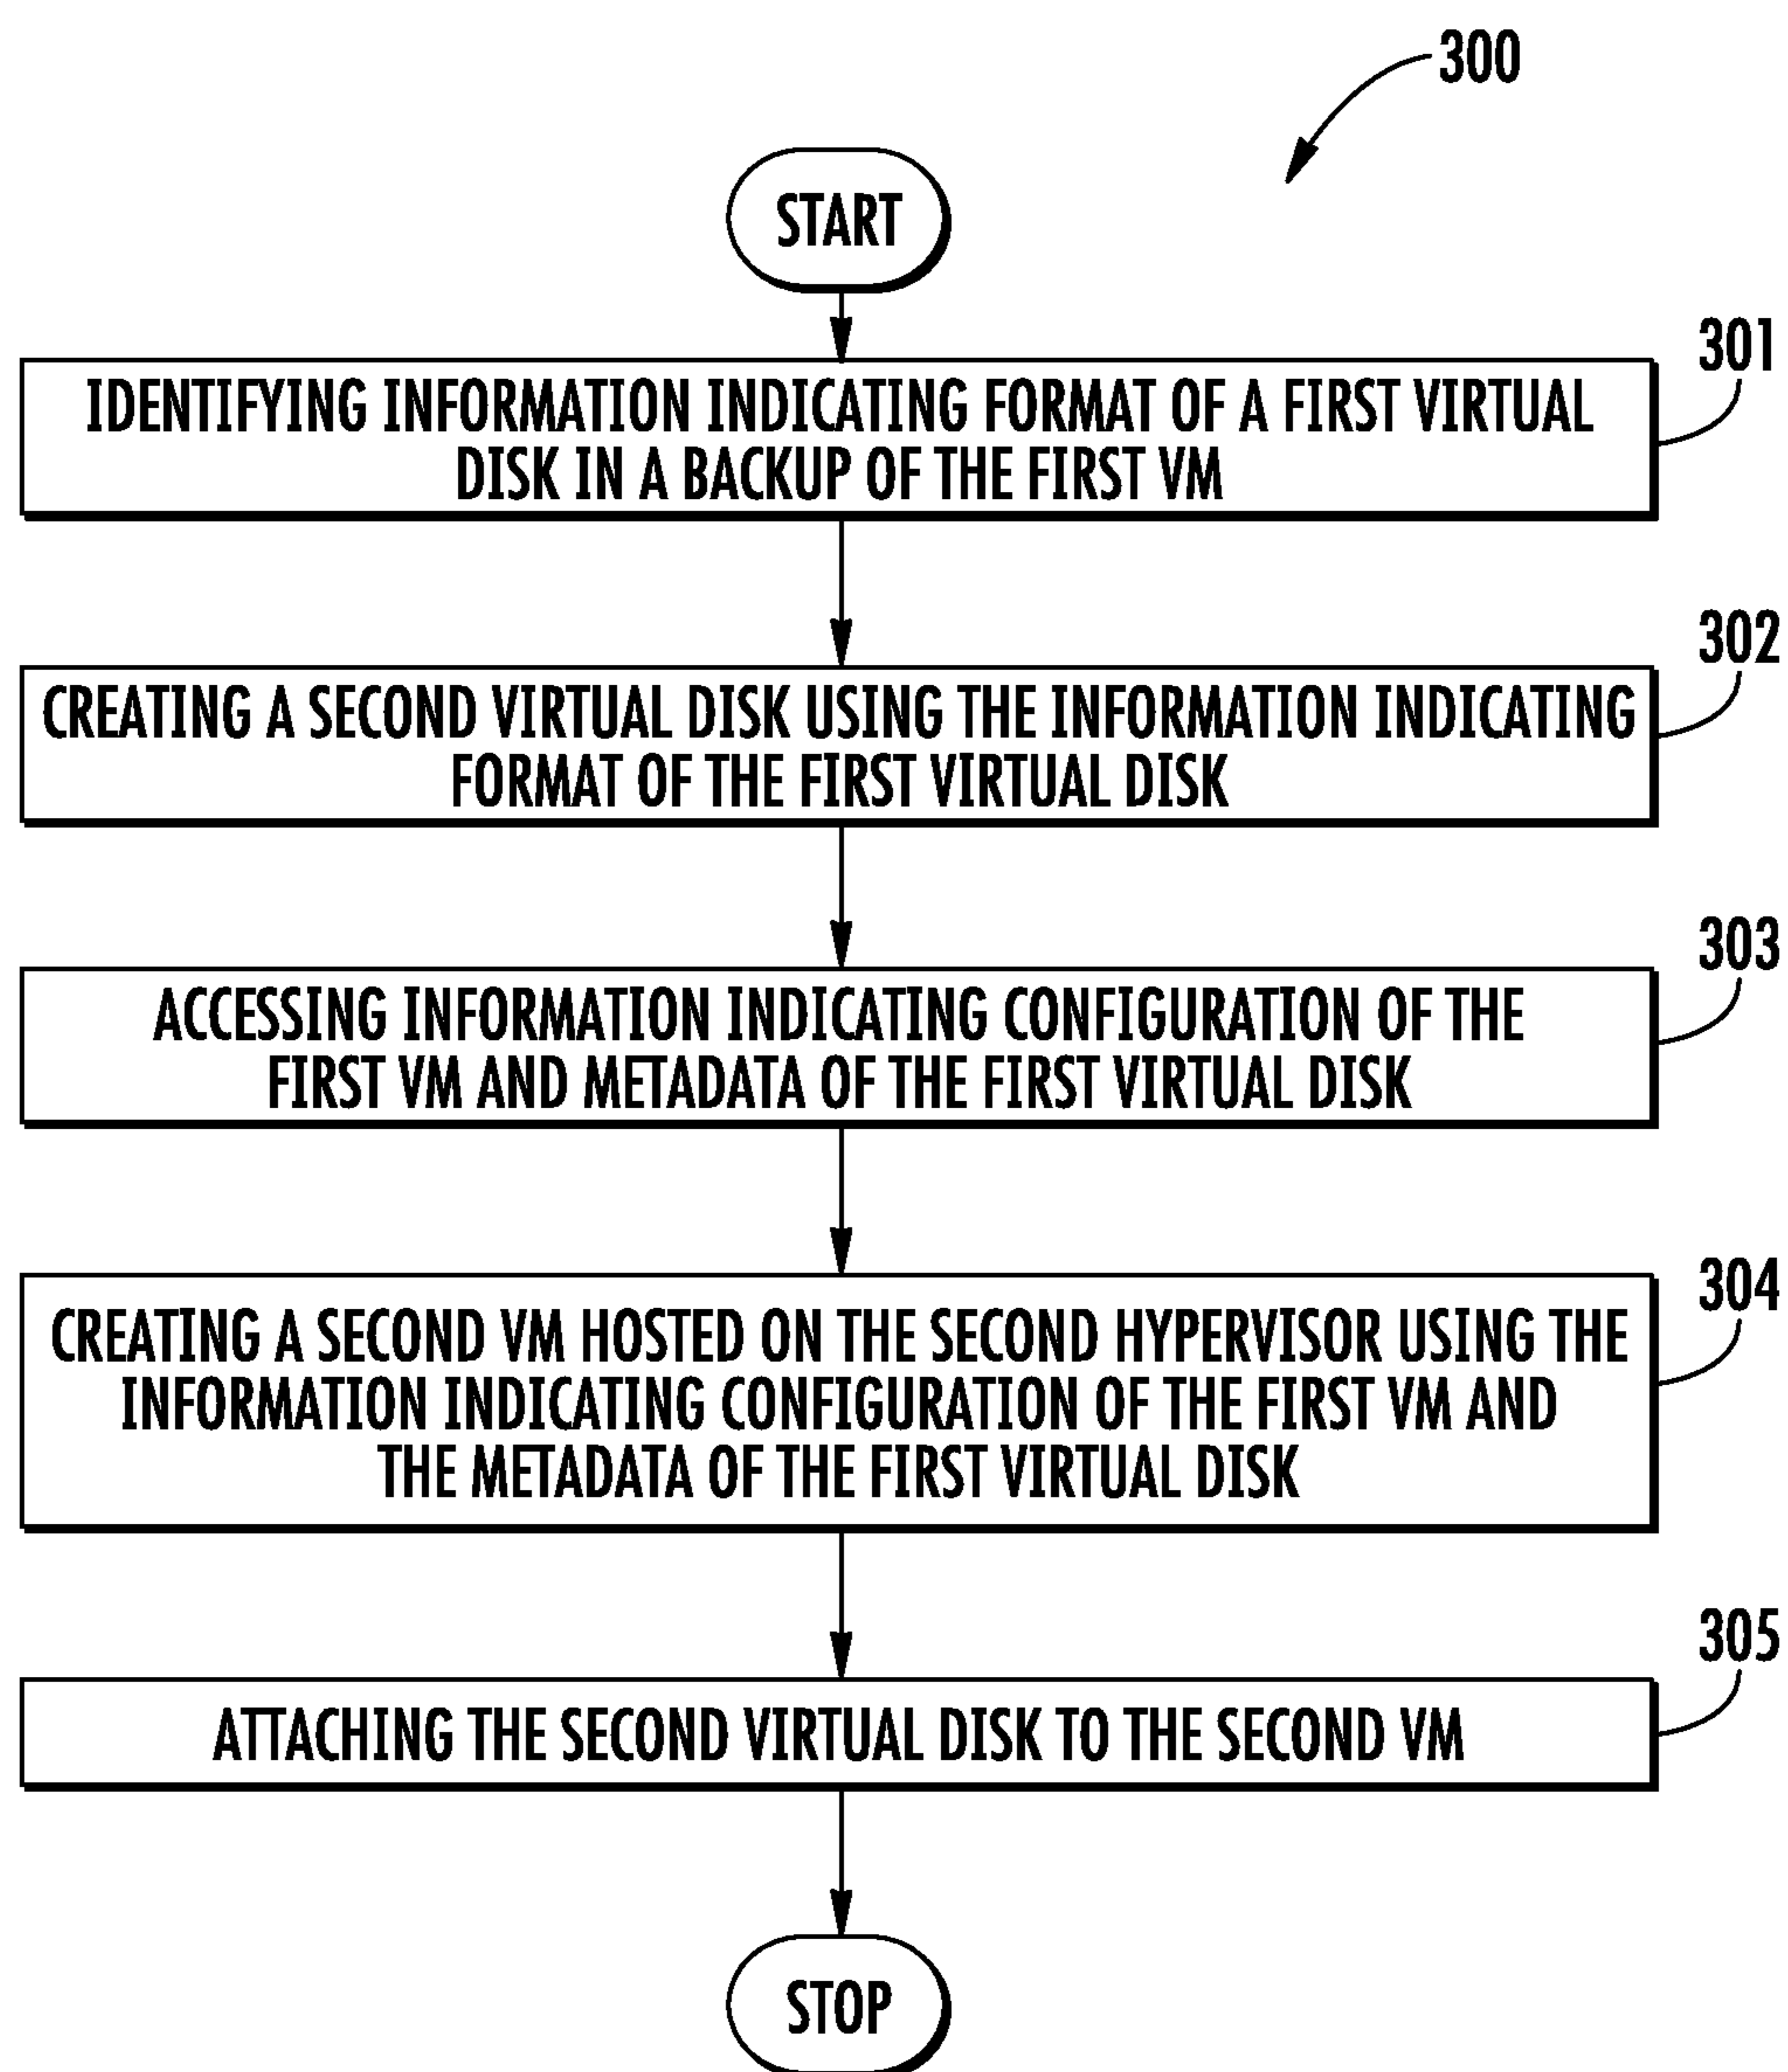 300
START
301
IDENTIFYING INFORMATION INDICATING FORMAT OF A FIRST VIRTUAL
DISK IN A BACKUP OF THE FIRST VM
302
CREATING A SECOND VIRTUAL DISK USING THE INFORMATION INDICATING
FORMAT OF THE FIRST VIRTUAL DISK
303
ACCESSING INFORMATION INDICATING CONFIGURATION OF THE
FIRST VM AND METADATA OF THE FIRST VIRTUAL DISK
304
CREATING A SECOND VM HOSTED ON THE SECOND HYPERVISOR USING THE
INFORMATION INDICATING CONFIGURATION OF THE FIRST VM AND
THE METADATA OF THE FIRST VIRTUAL DISK
305
ATTACHING THE SECOND VIRTUAL DISK TO THE SECOND VM
STOP